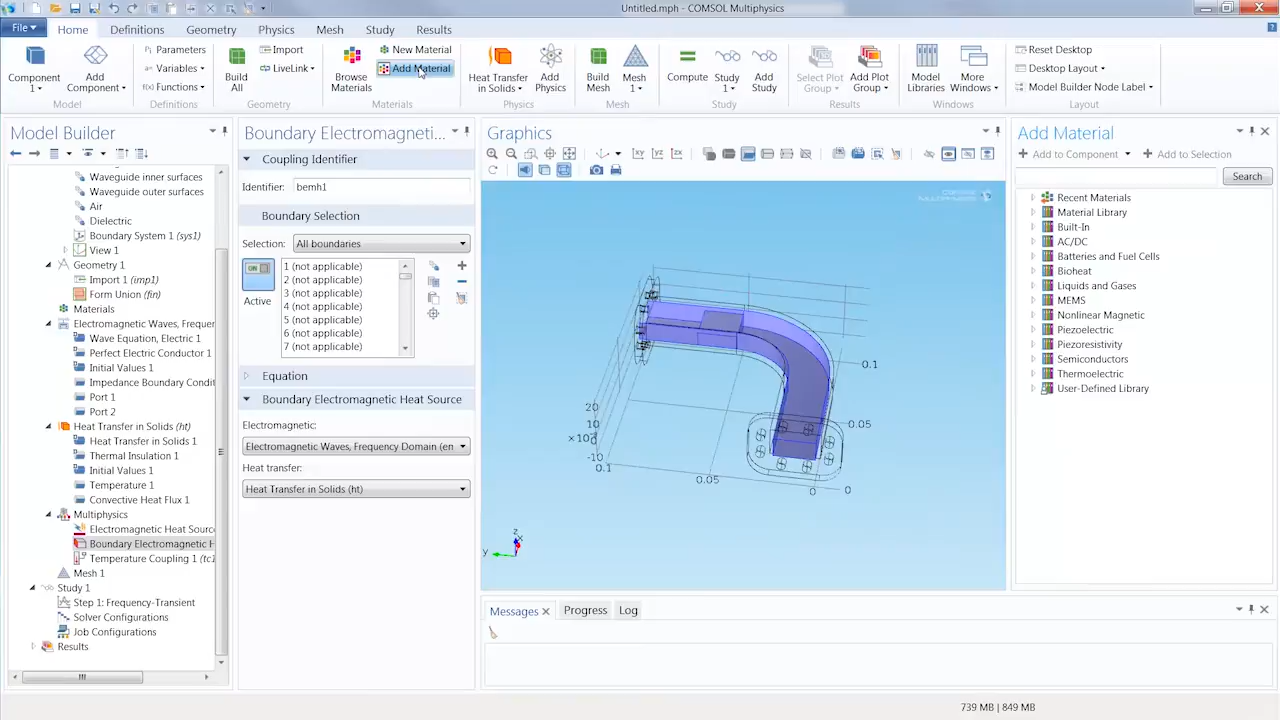 Untitled.mph - COMSOL Multiphysics
File
Home
Definitions
Geometry
Physics
Mesh
Study
Results
Component 1
Add Component
Model
Parameters
Variables
f(x) Functions
Definitions
Build All
Import
LiveLink
Geometry
Browse Materials
New Material
Add Material
Materials
Heat Transfer in Solids
Add Physics
Physics
Build Mesh
Mesh 1
Mesh
Compute
Study 1
Add Study
Study
Select Plot Group
Add Plot Group
Results
Model Libraries
More Windows
Windows
Reset Desktop
Desktop Layout
Model Builder Node Label
Layout
Model Builder
Waveguide inner surfaces
Waveguide outer surfaces
Air
Dielectric
Boundary System 1 (sys1)
View 1
Geometry 1
Import 1 (imp1)
Form Union (fin)
Materials
Electromagnetic Waves, Frequer
Wave Equation, Electric 1
Perfect Electric Conductor 1
Initial Values 1
Impedance Boundary Condit
Port 1
Port 2
Heat Transfer in Solids (ht)
Heat Transfer in Solids 1
Thermal Insulation 1
Initial Values 1
Temperature 1
Convective Heat Flux 1
Multiphysics
Electromagnetic Heat Sourc
Boundary Electromagnetic H
Temperature Coupling 1 (tc1
Mesh 1
Study 1
Step 1: Frequency-Transient
Solver Configurations
Job Configurations
Results
Boundary Electromagneti...
Coupling Identifier
Identifier: bemh1
Boundary Selection
Selection: All boundaries
ON
Active
1 (not applicable)
2 (not applicable)
3 (not applicable)
4 (not applicable)
5 (not applicable)
6 (not applicable)
7 (not applicable)
Equation
Boundary Electromagnetic Heat Source
Electromagnetic:
Electromagnetic Waves, Frequency Domain (en
Heat transfer:
Heat Transfer in Solids (ht)
Graphics
COMSOL
MULTIPHYSICS
0.1
0.05
0
20
10
-10
0.1
0.05
0
z
x
y
Messages
Progress
Log
Add Material
Add to Component
Add to Selection
Search
Recent Materials
Material Library
Built-In
AC/DC
Batteries and Fuel Cells
Bioheat
Liquids and Gases
MEMS
Nonlinear Magnetic
Piezoelectric
Piezoresistivity
Semiconductors
Thermoelectric
User-Defined Library
739 MB | 849 MB